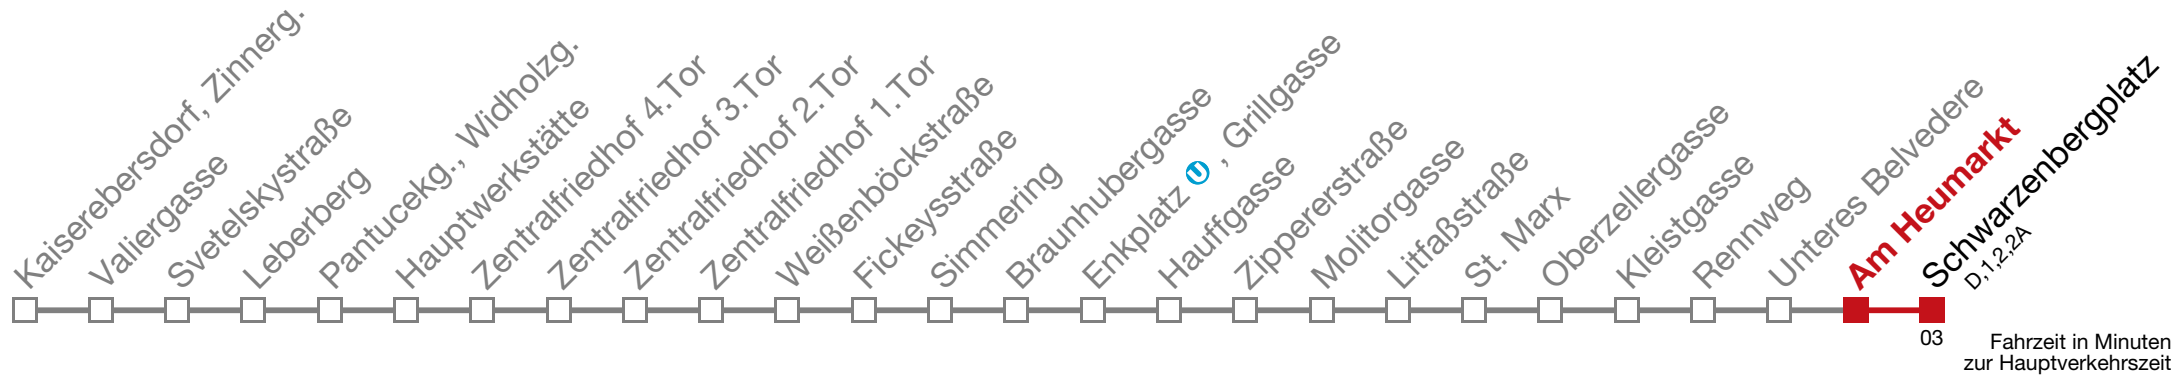 Kaiserebersdorf, Zinnerg.
Valiergasse
Svetelskystraße
Leberberg
Pantucekg., Widholzg.
Hauptwerkstätte
Zentralfriedhof 4.Tor
Zentralfriedhof 3.Tor
Zentralfriedhof 2.Tor
Zentralfriedhof 1.Tor
Weißenböckstraße
Fickeysstraße
Simmering
Braunhubergasse
Enkplatz U, Grillgasse
Hauffgasse
Zippererstraße
Molitorgasse
Litfaßstraße
St. Marx
Oberzellergasse
Kleistgasse
Rennweg
Unteres Belvedere
Am Heumarkt
Schwarzenbergplatz
D,1,2,2A
03
Fahrzeit in Minuten
zur Hauptverkehrszeit